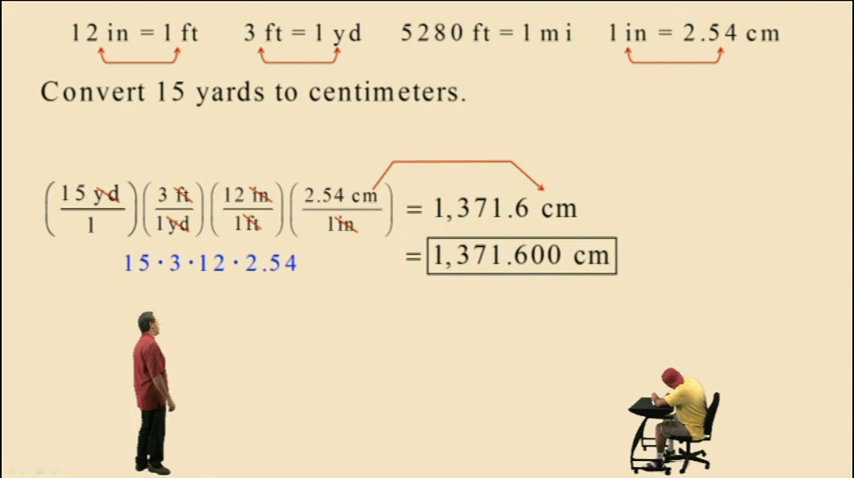 12 in = 1 ft 3 ft = 1 yd 5280 ft = 1 mi 1 in = 2.54 cm
Convert 15 yards to centimeters.
(15 yd/1)(3 ft/1 yd)(12 in/1 ft)(2.54 cm/1 in) = 1,371.6 cm
15·3·12·2.54 = 1,371.600 cm